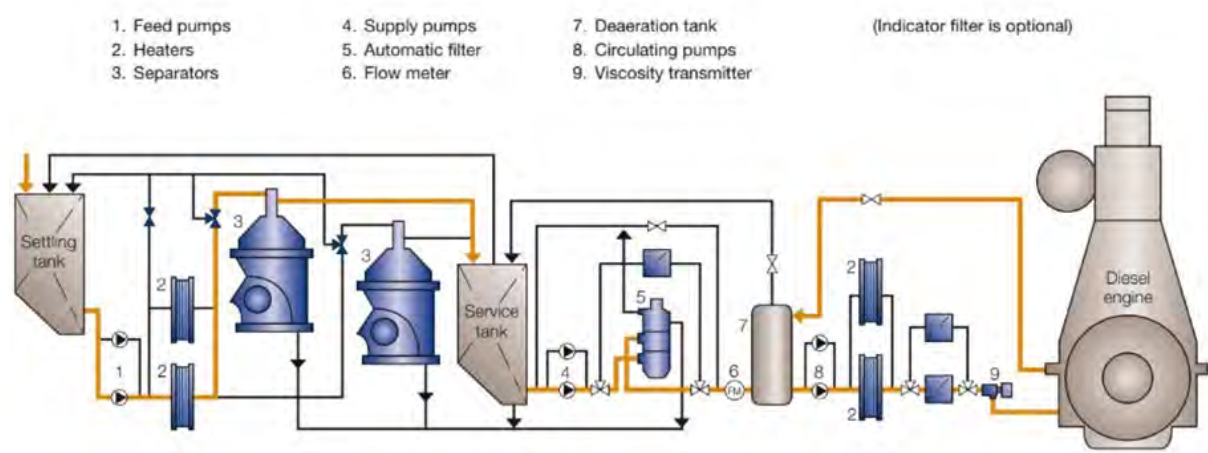 1. Feed pumps
2. Heaters
3. Separators
4. Supply pumps
5. Automatic filter
6. Flow meter
7. Deaeration tank
8. Circulating pumps
9. Viscosity transmitter
(Indicator filter is optional)
Settling
tank
1
2
2
3
3
Service
tank
4
5
6
FM
7
8
2
2
9
Diesel
engine